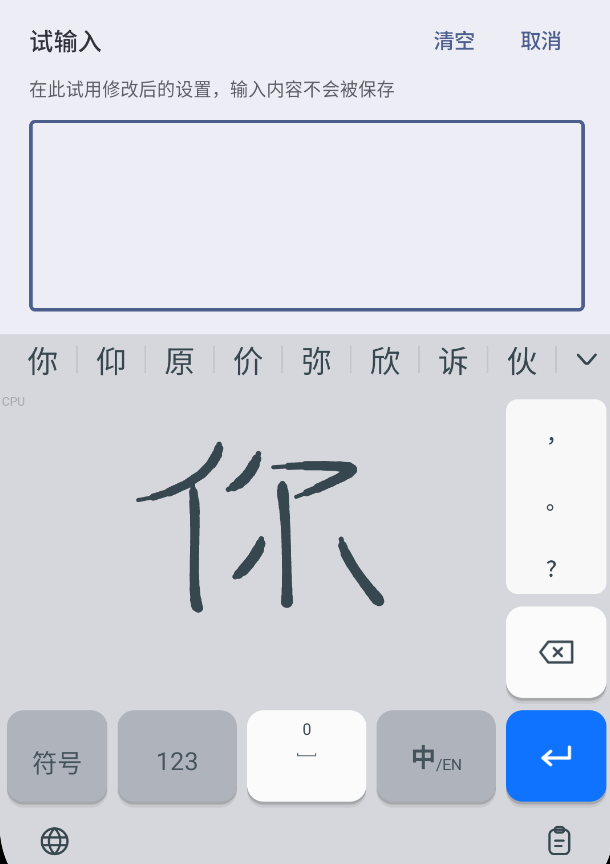 试输入 清空 取消
在此试用修改后的设置，输入内容不会被保存
你 仰 原 价 弥 欣 诉 伙
CPU
，
你
。
？
0
符号 123 中/EN